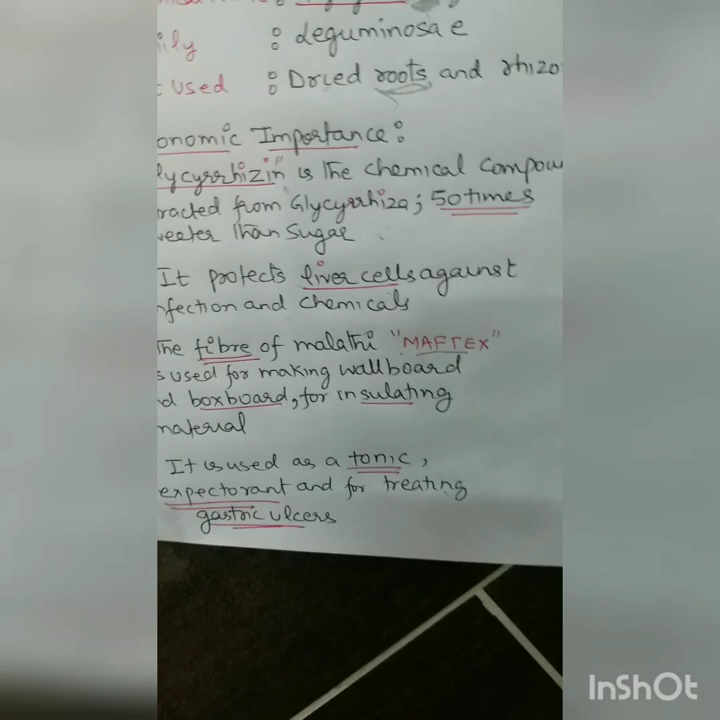 ily : deguminosae
t used : Dried roots and rhizo
onomic Importance:
lycyrrhizin" is the chemical compou
racted from Glycyrrhiza; 50 times
weeter than sugar
It protects liver cells against
nfection and chemicals
The fibre of malathi "MAFTEX"
s used for making wallboard
d boxboard, for insulating
material
It is used as a tonic,
expectorant and for treating
gastric ulcers
InShOt